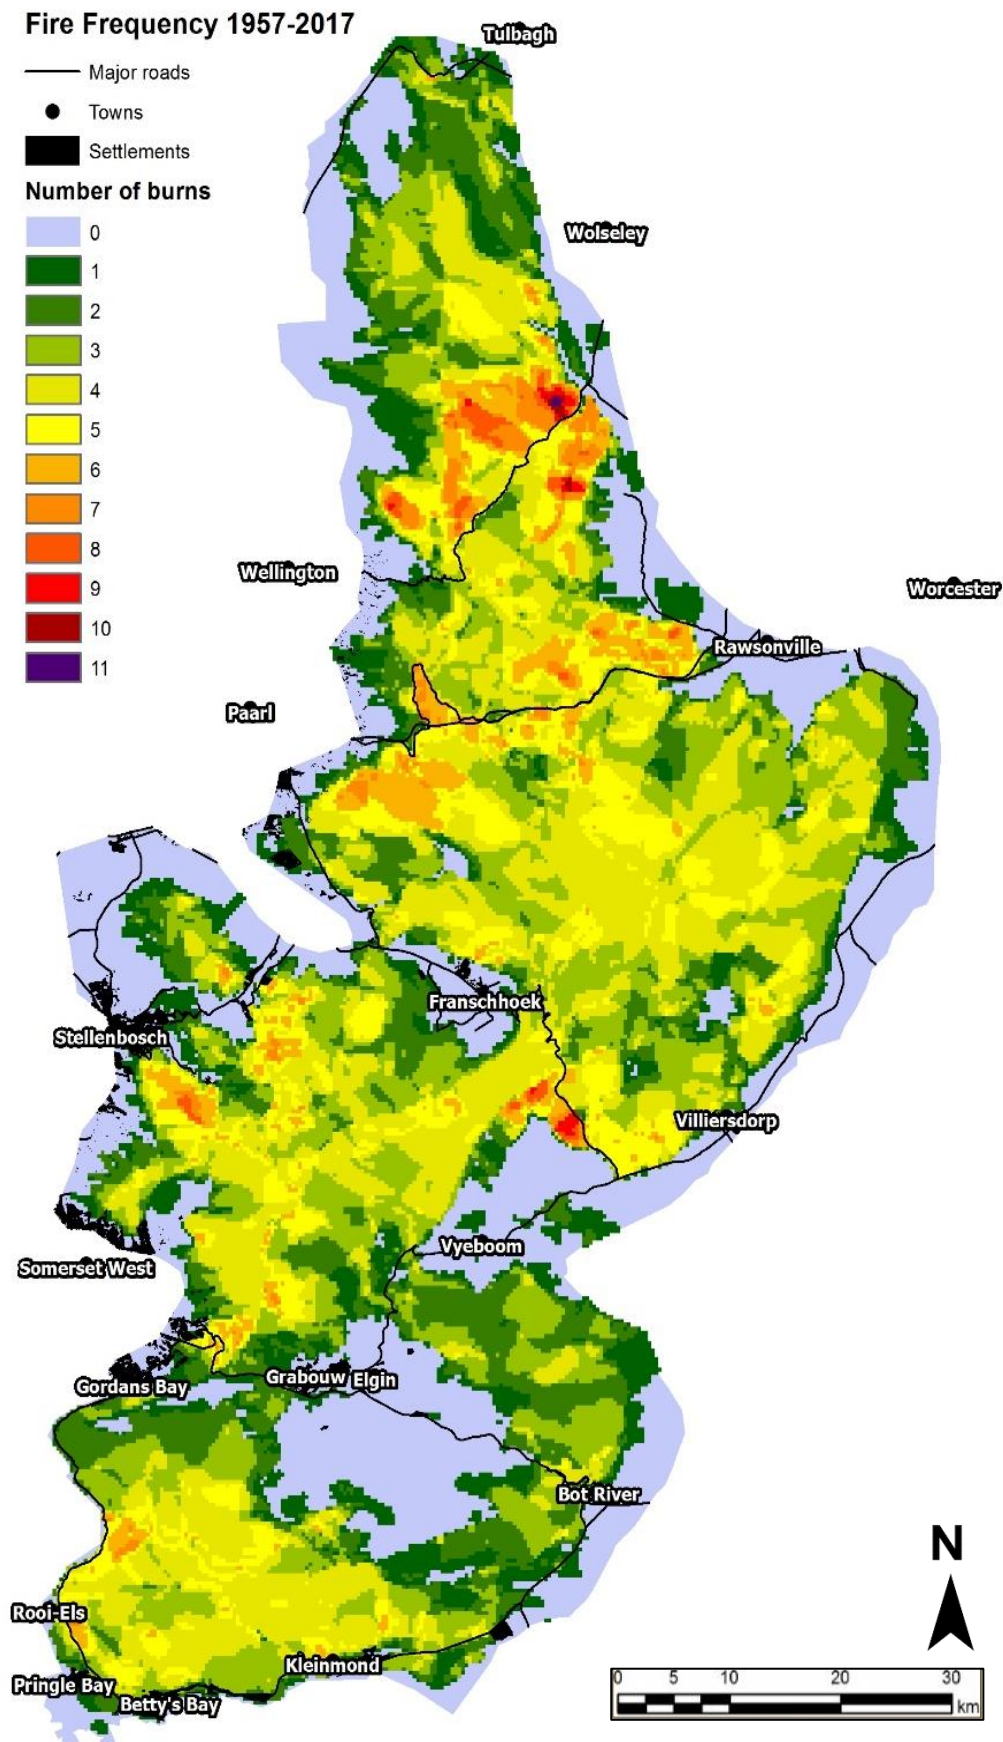 Fire Frequency 1957-2017
Major roads
Towns
Settlements
Number of burns
0
1
2
3
4
5
6
7
8
9
10
11
Tulbagh
Wolseley
Wellington
Worcester
Rawsonville
Paarl
Franschhoek
Stellenbosch
Villiersdorp
Vyeboom
Somerset West
Grabouw Elgin
Gordans Bay
Bot River
N
Rooi-Els
Kleinmond
Pringle Bay
Betty's Bay
0 5 10 20 30
km